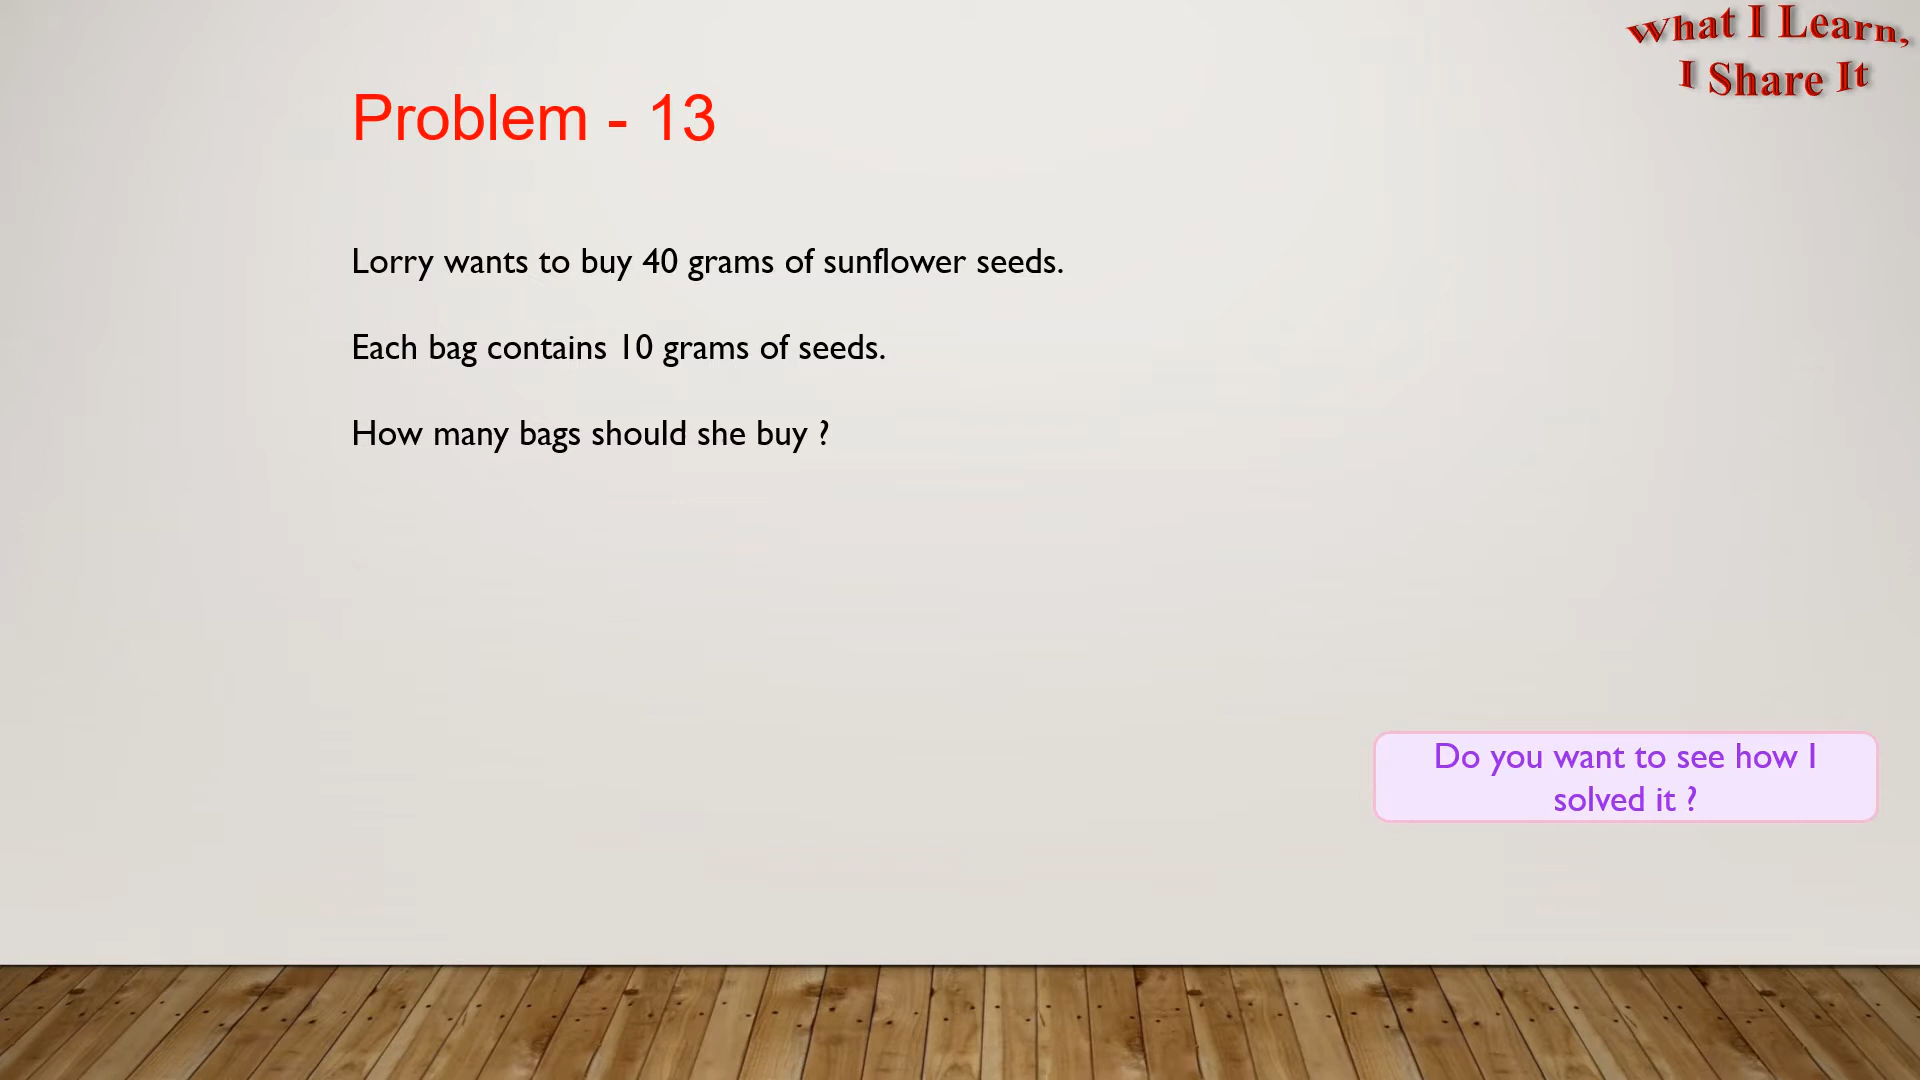 What I Learn,
I Share It
Problem - 13
Lorry wants to buy 40 grams of sunflower seeds.
Each bag contains 10 grams of seeds.
How many bags should she buy ?
Do you want to see how I
solved it ?